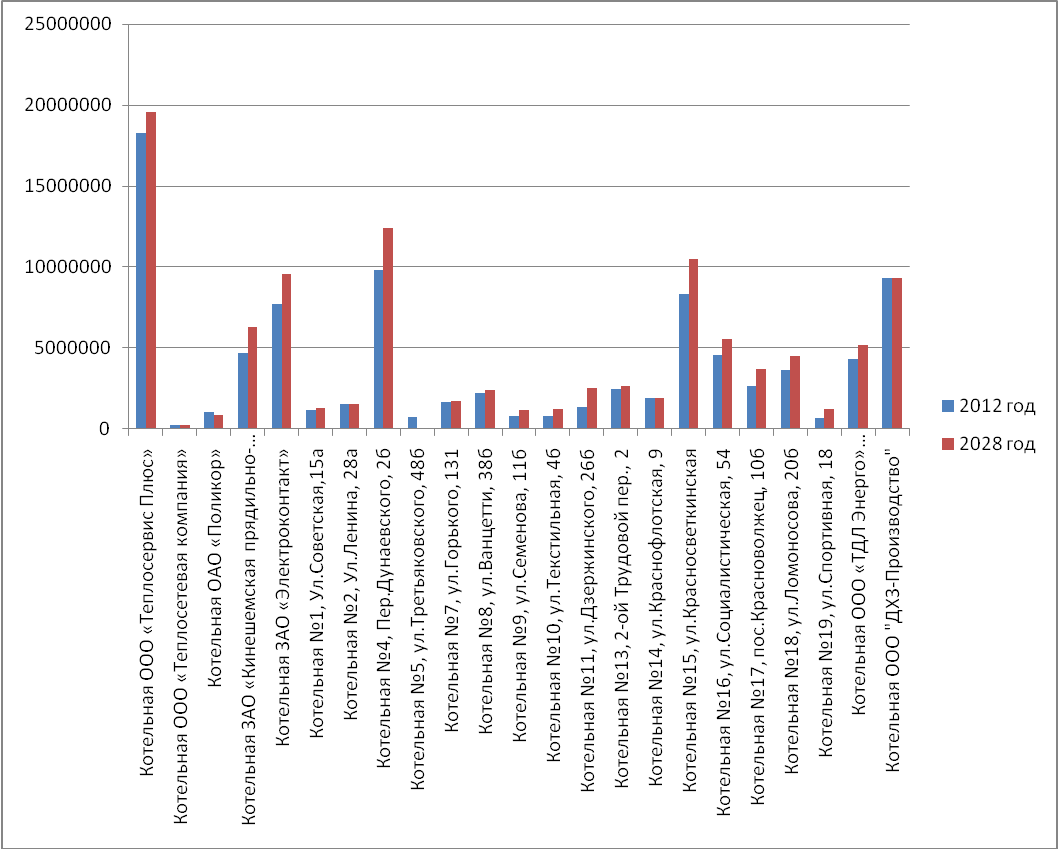 25000000
20000000
15000000
10000000
5000000
0
Котельная ООО «Теплосервис Плюс»
Котельная ООО «Теплосетевая компания»
Котельная ОАО «Поликор»
Котельная ЗАО «Кинешемская прядильно-...
Котельная ЗАО «Электроконтакт»
Котельная №1, Ул.Советская,15а
Котельная №2, Ул.Ленина, 28а
Котельная №4, Пер.Дунаевского, 2б
Котельная №5, ул.Третьяковского, 48б
Котельная №7, ул.Горького, 131
Котельная №8, ул.Ванцетти, 38б
Котельная №9, ул.Семенова, 11б
Котельная №10, ул.Текстильная, 4б
Котельная №11, ул.Дзержинского, 26б
Котельная №13, 2-ой Трудовой пер., 2
Котельная №14, ул.Краснофлотская, 9
Котельная №15, ул.Красносветкинская
Котельная №16, ул.Социалистическая, 54
Котельная №17, пос.Красноволжец, 10б
Котельная №18, ул.Ломоносова, 20б
Котельная №19, ул.Спортивная, 18
Котельная ООО «ТДЛ Энерго»...
Котельная ООО "ДХЗ-Производство"
2012 год
2028 год